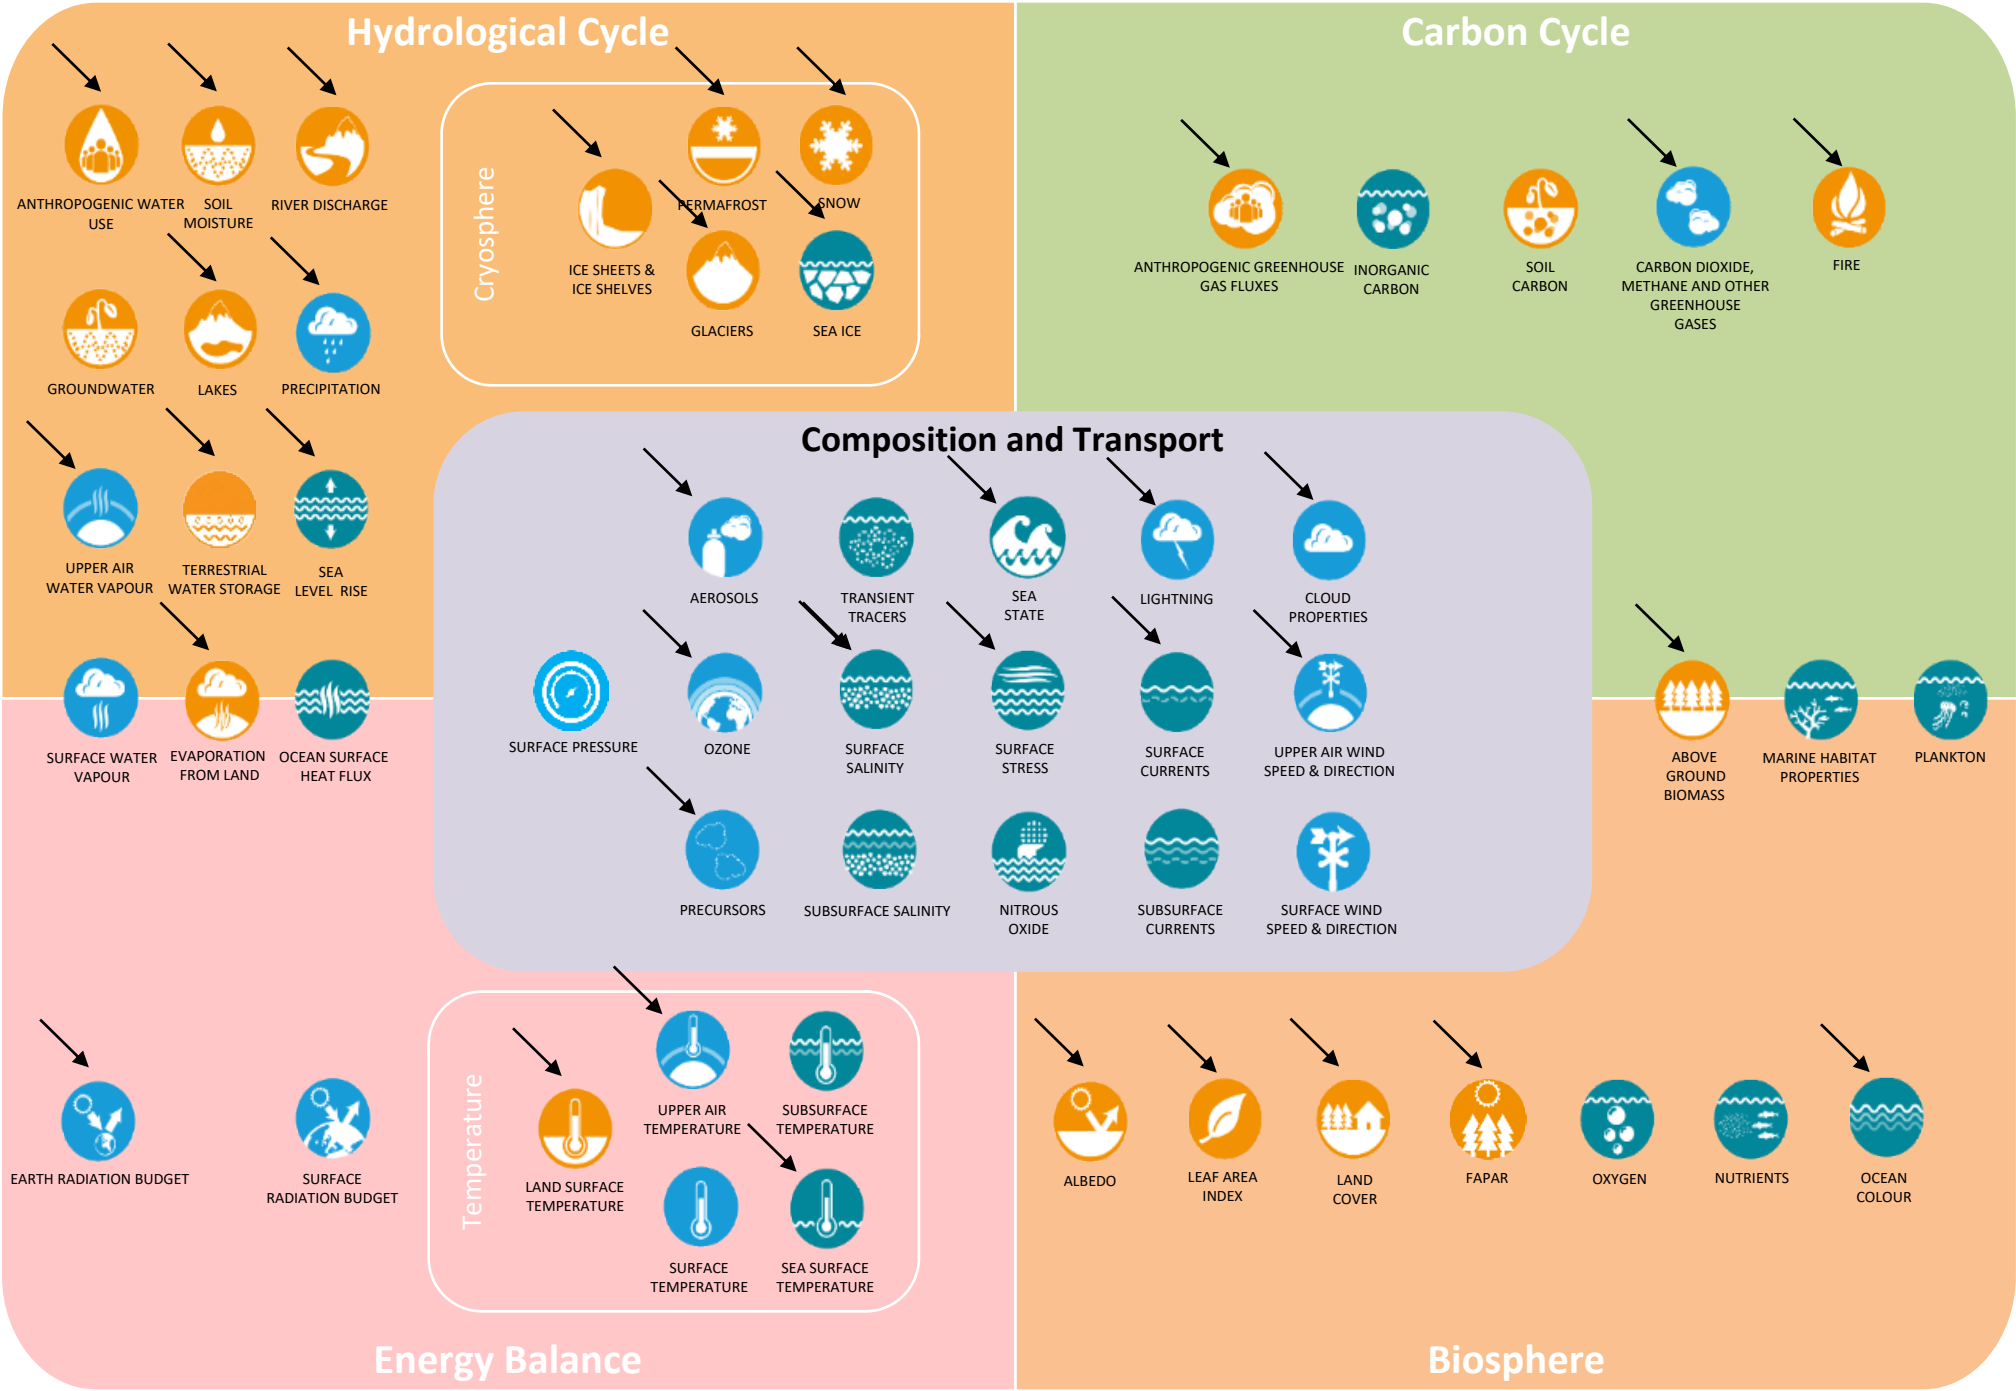 Hydrological Cycle
Carbon Cycle
ANTHROPOGENIC WATER
USE
SOIL
MOISTURE
RIVER DISCHARGE
Cryosphere
PERMAFROST
SNOW
ICE SHEETS &
ICE SHELVES
GLACIERS
SEA ICE
ANTHROPOGENIC GREENHOUSE
GAS FLUXES
INORGANIC
CARBON
SOIL
CARBON
CARBON DIOXIDE,
METHANE AND OTHER
GREENHOUSE
GASES
FIRE
GROUNDWATER
LAKES
PRECIPITATION
UPPER AIR
WATER VAPOUR
TERRESTRIAL
WATER STORAGE
SEA
LEVEL RISE
Composition and Transport
AEROSOLS
TRANSIENT
TRACERS
SEA
STATE
LIGHTNING
CLOUD
PROPERTIES
SURFACE WATER
VAPOUR
EVAPORATION
FROM LAND
OCEAN SURFACE
HEAT FLUX
SURFACE PRESSURE
OZONE
SURFACE
SALINITY
SURFACE
STRESS
SURFACE
CURRENTS
UPPER AIR WIND
SPEED & DIRECTION
ABOVE
GROUND
BIOMASS
MARINE HABITAT
PROPERTIES
PLANKTON
PRECURSORS
SUBSURFACE SALINITY
NITROUS
OXIDE
SUBSURFACE
CURRENTS
SURFACE WIND
SPEED & DIRECTION
EARTH RADIATION BUDGET
SURFACE
RADIATION BUDGET
Temperature
UPPER AIR
TEMPERATURE
SUBSURFACE
TEMPERATURE
LAND SURFACE
TEMPERATURE
SURFACE
TEMPERATURE
SEA SURFACE
TEMPERATURE
ALBEDO
LEAF AREA
INDEX
LAND
COVER
FAPAR
OXYGEN
NUTRIENTS
OCEAN
COLOUR
Energy Balance
Biosphere